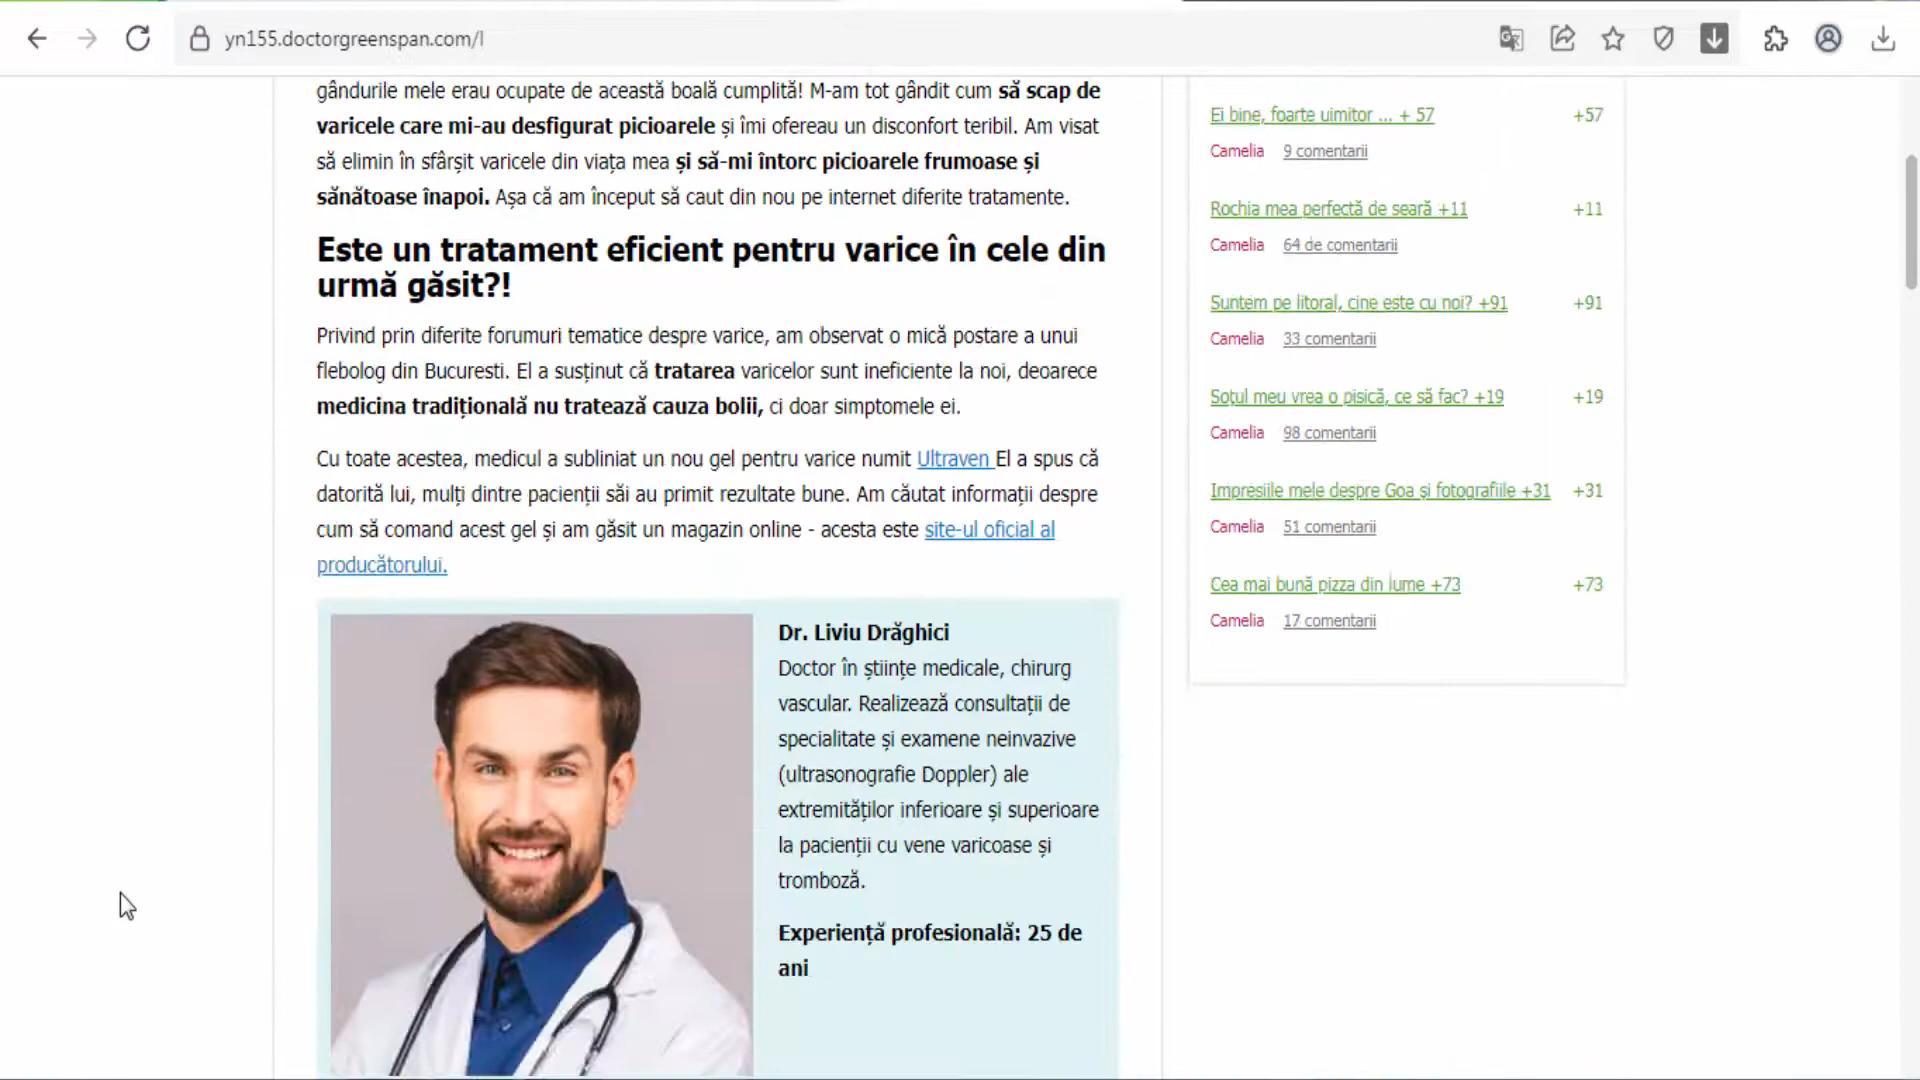 yn155.doctorgreenspan.com/l
gândurile mele erau ocupate de această boală cumplită! M-am tot gândit cum să scap de
varicele care mi-au desfigurat picioarele și îmi ofereau un disconfort teribil. Am visat
să elimin în sfârșit varicele din viața mea și să-mi întorc picioarele frumoase și
sănătoase înapoi. Așa că am început să caut din nou pe internet diferite tratamente.
Este un tratament eficient pentru varice în cele din
urmă găsit?!
Privind prin diferite forumuri tematice despre varice, am observat o mică postare a unui
flebolog din Bucuresti. El a susținut că tratarea varicelor sunt ineficiente la noi, deoarece
medicina tradițională nu tratează cauza bolii, ci doar simptomele ei.
Cu toate acestea, medicul a subliniat un nou gel pentru varice numit Ultraven El a spus că
datorită lui, mulți dintre pacienții săi au primit rezultate bune. Am căutat informații despre
cum să comand acest gel și am găsit un magazin online - acesta este site-ul oficial al
producătorului.
Dr. Liviu Drăghici
Doctor în științe medicale, chirurg
vascular. Realizează consultații de
specialitate și examene neinvazive
(ultrasonografie Doppler) ale
extremităților inferioare și superioare
la pacienții cu vene varicoase și
tromboză.
Experiență profesională: 25 de
ani
Ei bine, foarte uimitor ... + 57 +57
Camelia 9 comentarii
Rochia mea perfectă de seară +11 +11
Camelia 64 de comentarii
Suntem pe litoral, cine este cu noi? +91 +91
Camelia 33 comentarii
Soțul meu vrea o pisică, ce să fac? +19 +19
Camelia 98 comentarii
Impresiile mele despre Goa și fotografiile +31 +31
Camelia 51 comentarii
Cea mai bună pizza din lume +73 +73
Camelia 17 comentarii